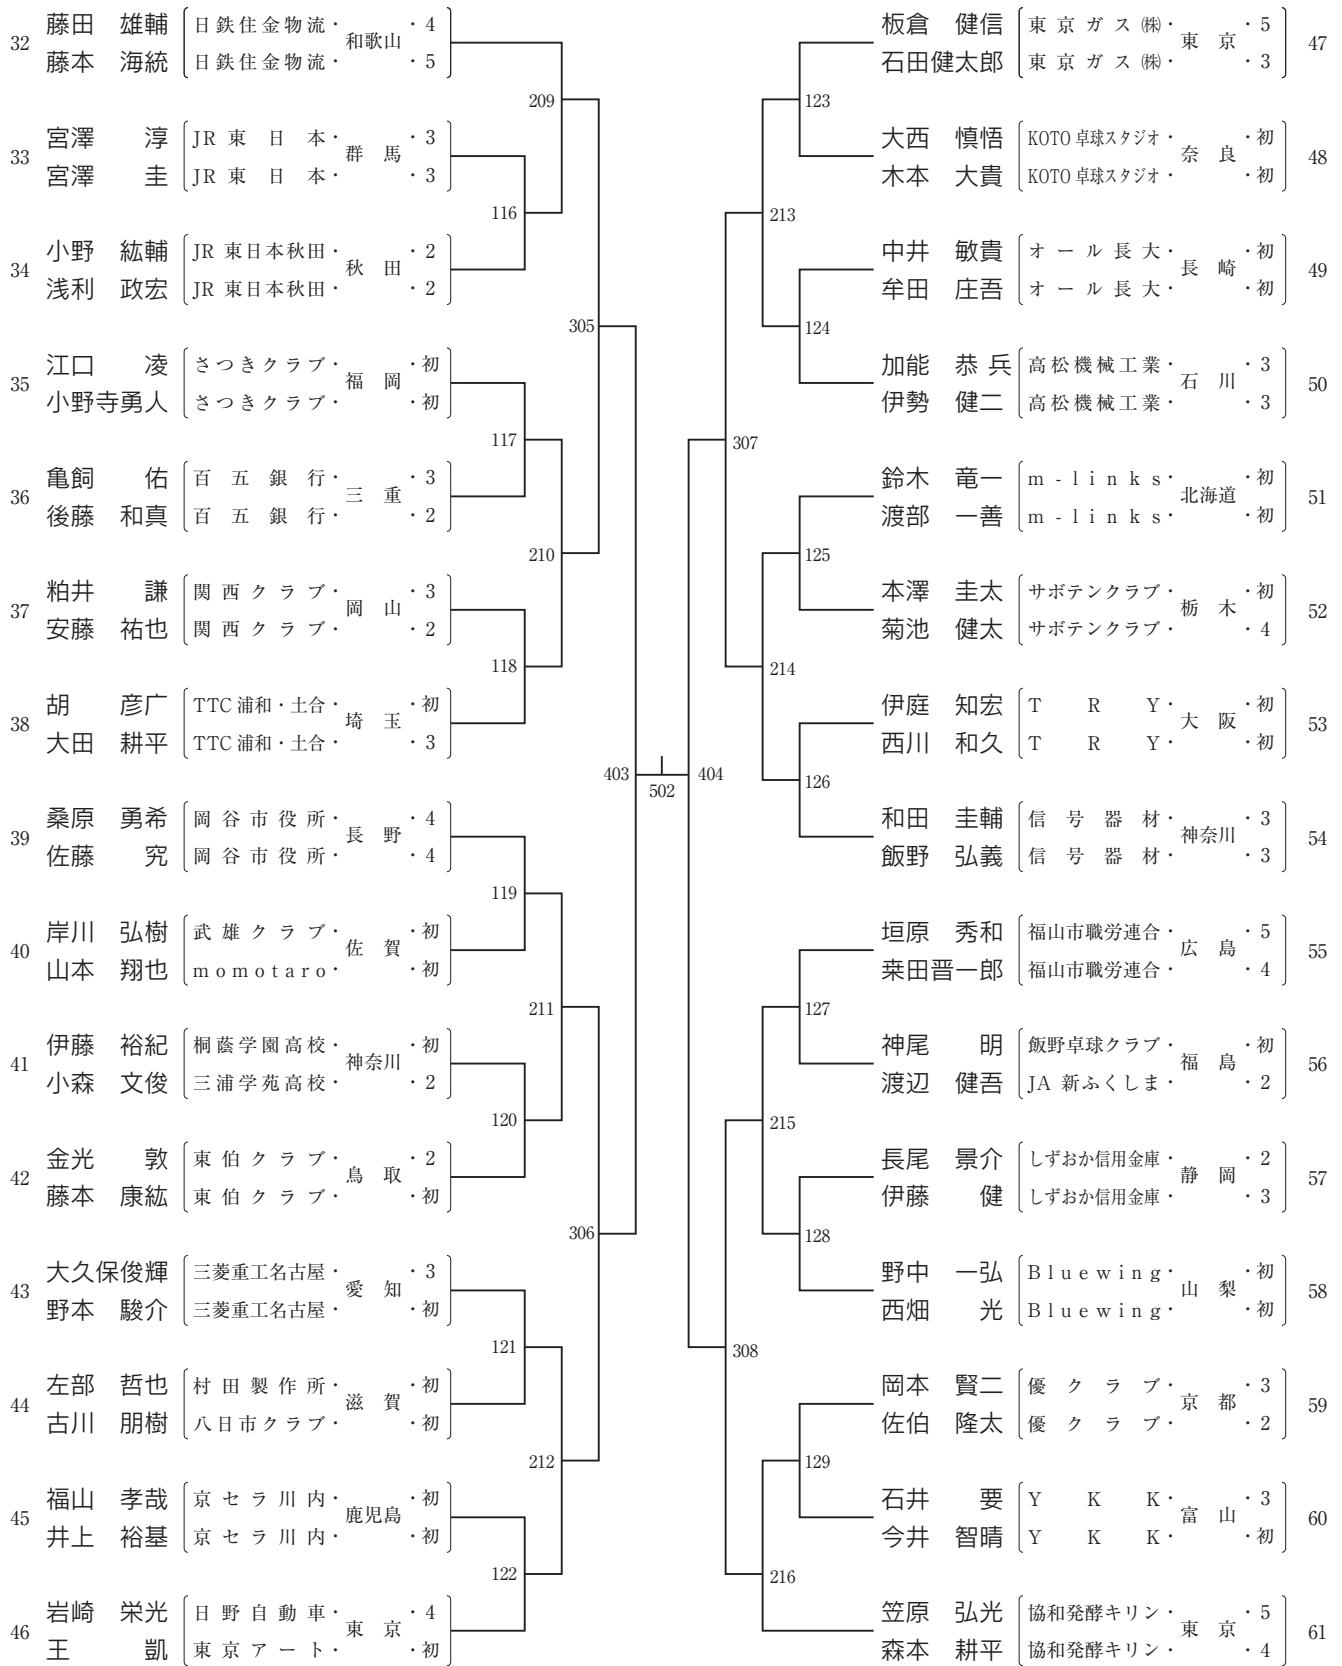 32 藤田 雄輔 日鉄住金物流・和歌山・4
藤本 海統 日鉄住金物流・・5
33 宮澤 淳 JR東日本・群馬・3
宮澤 圭 JR東日本・・3
34 小野 紘輔 JR東日本秋田・秋田・2
浅利 政宏 JR東日本秋田・・2
35 江口 凌 さつきクラブ・福岡・初
小野寺勇人 さつきクラブ・・初
36 亀飼 佑 百五銀行・三重・3
後藤 和真 百五銀行・・2
37 粕井 謙 関西クラブ・岡山・3
安藤 祐也 関西クラブ・・2
38 胡 彦广 TTC浦和・土合・埼玉・初
大田 耕平 TTC浦和・土合・・3
39 桑原 勇希 岡谷市役所・長野・4
佐藤 究 岡谷市役所・・4
40 岸川 弘樹 武雄クラブ・佐賀・初
山本 翔也 momotaro・・初
41 伊藤 裕紀 桐蔭学園高校・神奈川・初
小森 文俊 三浦学苑高校・・2
42 金光 敦 東伯クラブ・鳥取・2
藤本 康紘 東伯クラブ・・初
43 大久保俊輝 三菱重工名古屋・愛知・3
野本 駿介 三菱重工名古屋・・初
44 左部 哲也 村田製作所・滋賀・初
古川 朋樹 八日市クラブ・・初
45 福山 孝哉 京セラ川内・鹿児島・初
井上 裕基 京セラ川内・・初
46 岩崎 栄光 日野自動車・東京・4
王 凱 東京アート・・初
209
116
305
117
210
118
403
119
211
120
306
121
212
122
502
404
123
213
124
307
125
214
126
127
215
128
308
129
216
板倉 健信 東京ガス㈱・東京・5 47
石田健太郎 東京ガス㈱・・3
大西 慎悟 KOTO卓球スタジオ・奈良・初 48
木本 大貴 KOTO卓球スタジオ・・初
中井 敏貴 オール長大・長崎・初 49
牟田 庄吾 オール長大・・初
加能 恭兵 高松機械工業・石川・3 50
伊勢 健二 高松機械工業・・3
鈴木 竜一 m-links・北海道・初 51
渡部 一善 m-links・・初
本澤 圭太 サボテンクラブ・栃木・初 52
菊池 健太 サボテンクラブ・・4
伊庭 知宏 TRY・大阪・初 53
西川 和久 TRY・・初
和田 圭輔 信号器材・神奈川・3 54
飯野 弘義 信号器材・・3
垣原 秀和 福山市職労連合・広島・5 55
桒田晋一郎 福山市職労連合・・4
神尾 明 飯野卓球クラブ・福島・初 56
渡辺 健吾 JA新ふくしま・・2
長尾 景介 しずおか信用金庫・静岡・2 57
伊藤 健 しずおか信用金庫・・3
野中 一弘 Bluewing・山梨・初 58
西畑 光 Bluewing・・初
岡本 賢二 優クラブ・京都・3 59
佐伯 隆太 優クラブ・・2
石井 要 YKK・富山・3 60
今井 智晴 YKK・・初
笠原 弘光 協和発酵キリン・東京・5 61
森本 耕平 協和発酵キリン・・4